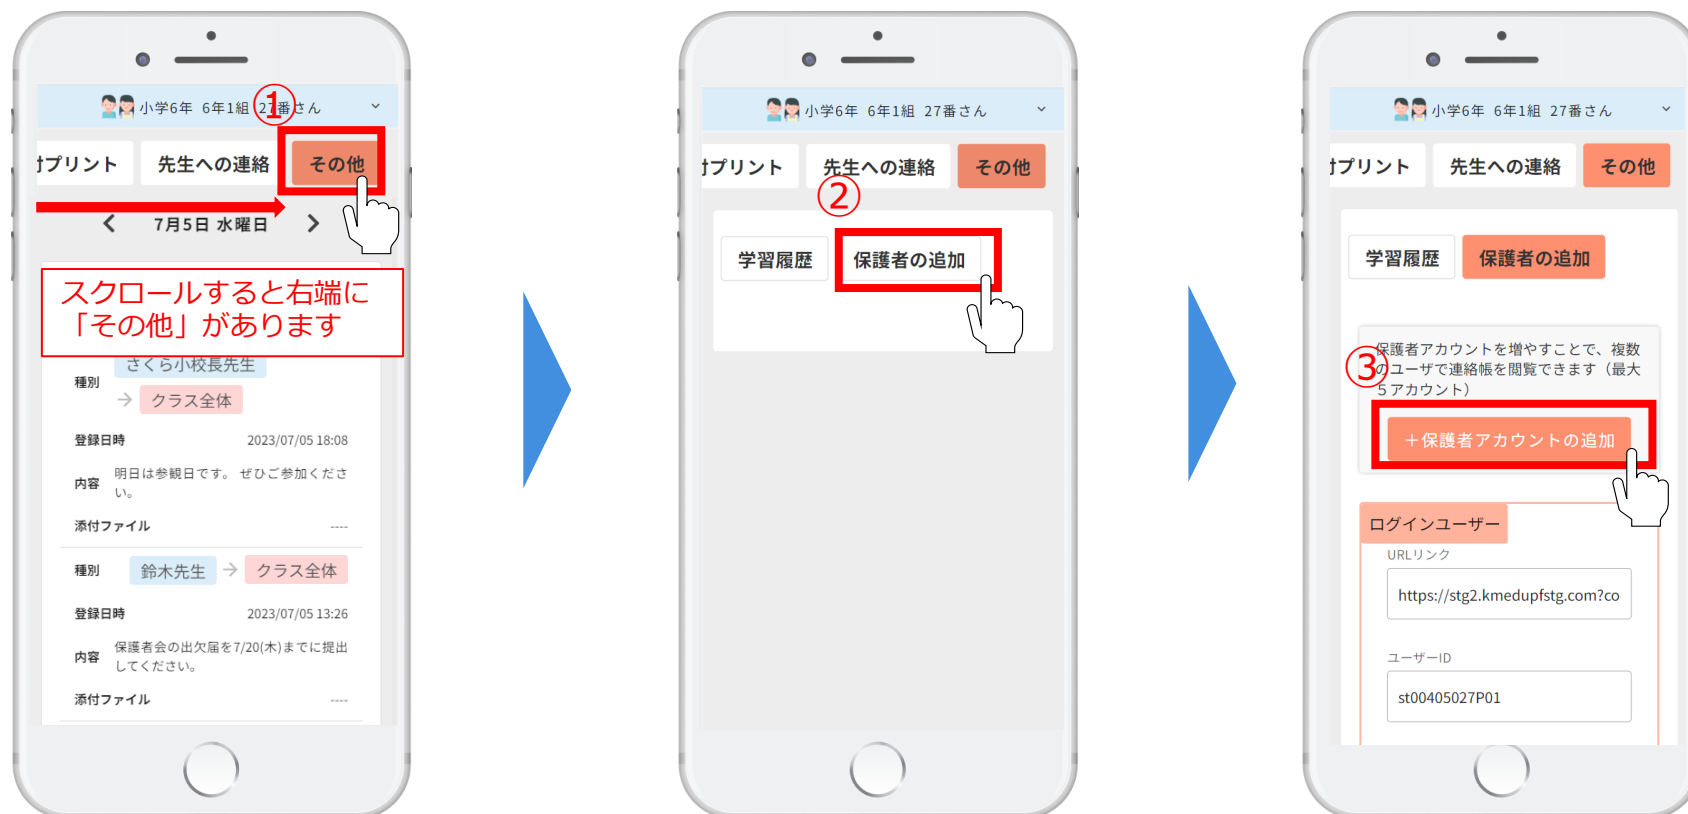 ①
小学6年 6年1組 27番さん
付プリント
先生への連絡
その他
7月5日 水曜日
スクロールすると右端に
「その他」があります
さくら小校長先生
種別
→ クラス全体
登録日時 2023/07/05 18:08
内容 明日は参観日です。 ぜひご参加くださ
い。
添付ファイル ----
種別 鈴木先生 → クラス全体
登録日時 2023/07/05 13:26
内容 保護者会の出欠届を7/20(木)までに提出
してください。
添付ファイル ----
小学6年 6年1組 27番さん
付プリント
先生への連絡
その他
②
学習履歴
保護者の追加
小学6年 6年1組 27番さん
付プリント
先生への連絡
その他
学習履歴
保護者の追加
③
保護者アカウントを増やすことで、複数
のユーザで連絡帳を閲覧できます（最大
５アカウント）
＋保護者アカウントの追加
ログインユーザー
URLリンク
https://stg2.kmedupfstg.com?co
ユーザーID
st00405027P01